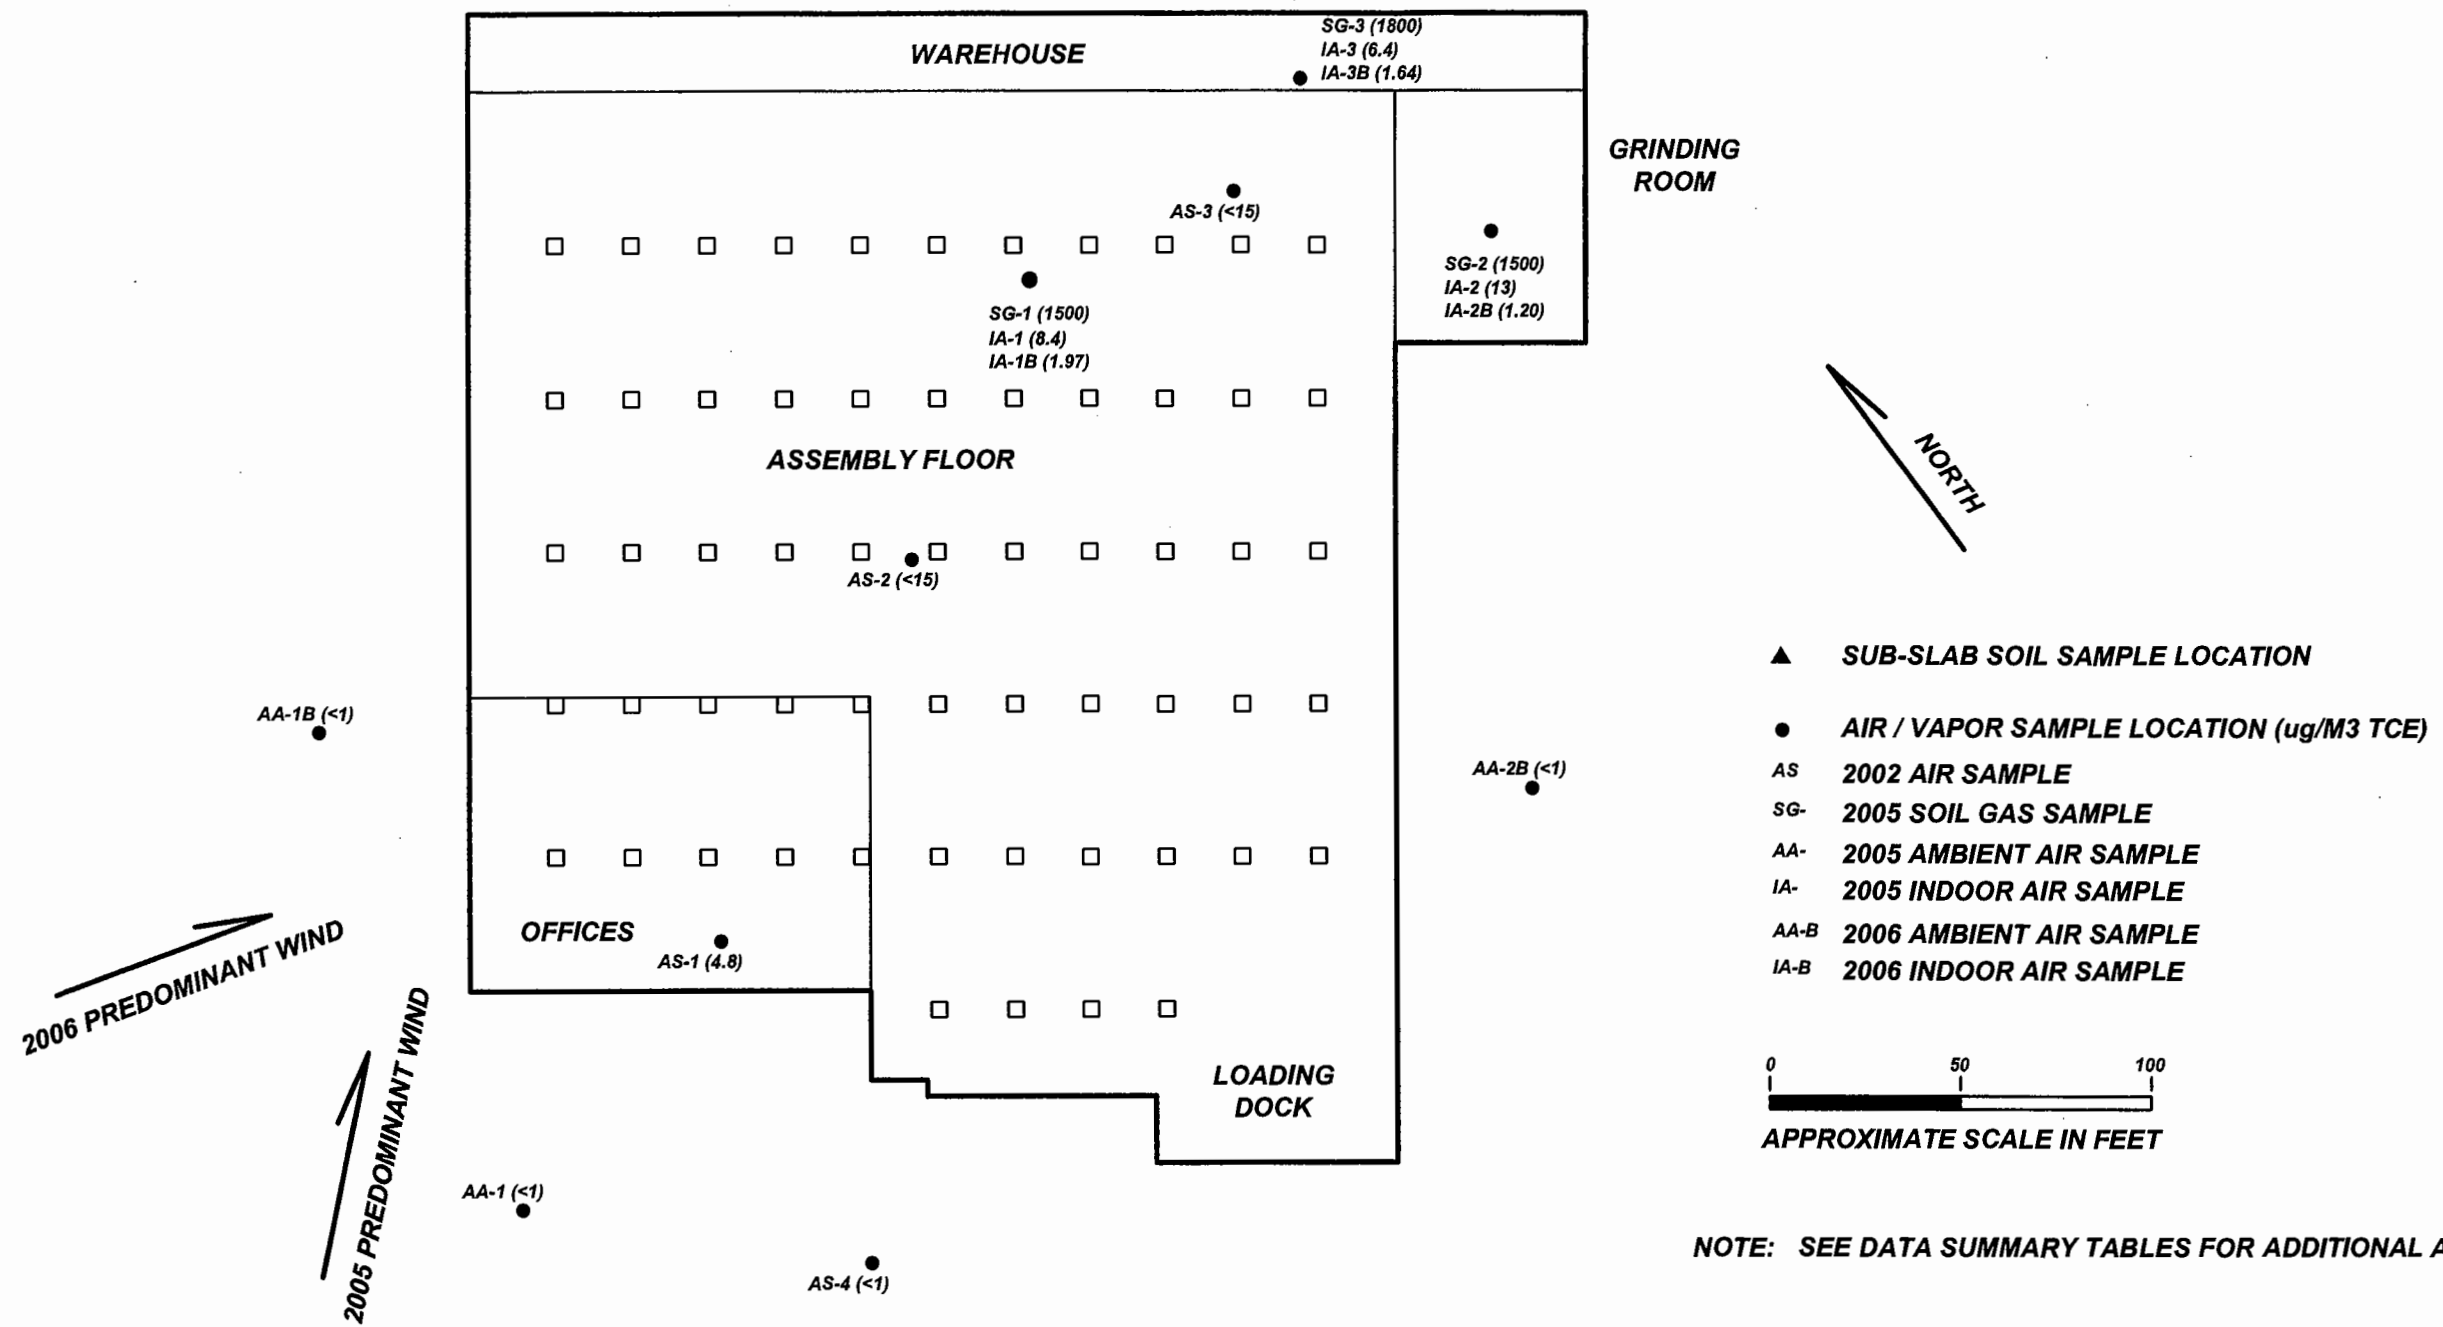 WAREHOUSE
SG-3 (1800)
IA-3 (6.4)
IA-3B (1.64)
GRINDING
ROOM
AS-3 (<15)
SG-2 (1500)
IA-2 (13)
IA-2B (1.20)
SG-1 (1500)
IA-1 (8.4)
IA-1B (1.97)
ASSEMBLY FLOOR
NORTH
AS-2 (<15)
AA-1B (<1)
AA-2B (<1)
OFFICES
AS-1 (4.8)
2006 PREDOMINANT WIND
2005 PREDOMINANT WIND
LOADING
DOCK
AA-1 (<1)
AS-4 (<1)
SUB-SLAB SOIL SAMPLE LOCATION
AIR / VAPOR SAMPLE LOCATION (ug/M3 TCE)
AS 2002 AIR SAMPLE
SG- 2005 SOIL GAS SAMPLE
AA- 2005 AMBIENT AIR SAMPLE
IA- 2005 INDOOR AIR SAMPLE
AA-B 2006 AMBIENT AIR SAMPLE
IA-B 2006 INDOOR AIR SAMPLE
0 50 100
APPROXIMATE SCALE IN FEET
NOTE: SEE DATA SUMMARY TABLES FOR ADDITIONAL